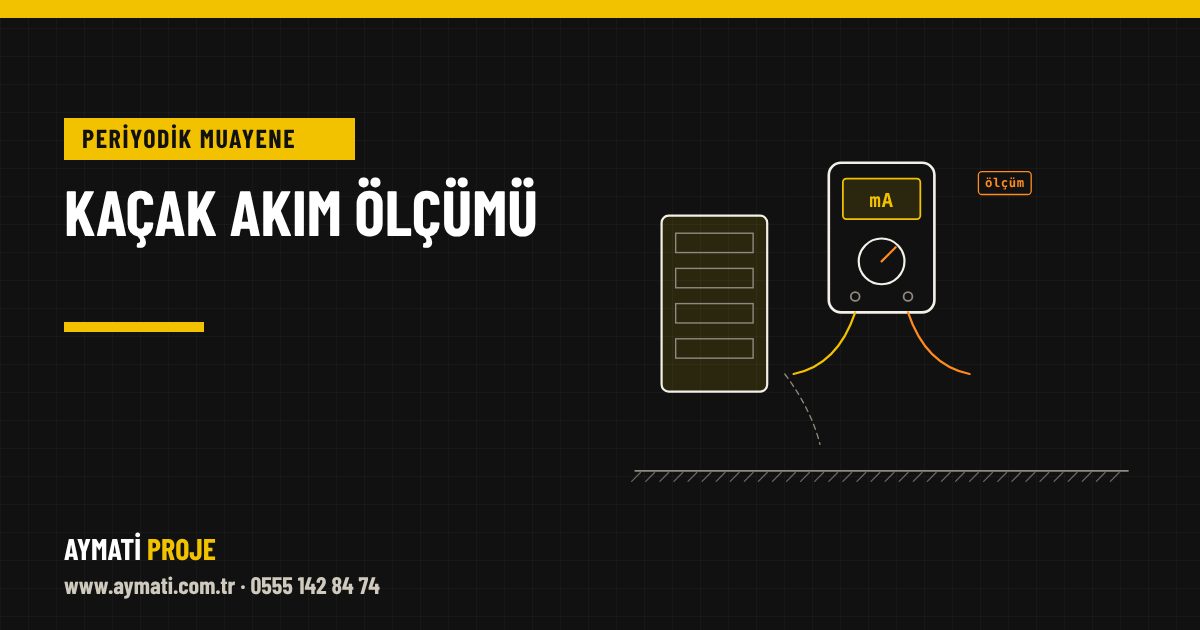 PERİYODİK MUAYENE
KAÇAK AKIM ÖLÇÜMÜ
mA
ölçüm
AYMATİ PROJE
www.aymati.com.tr · 0555 142 84 74